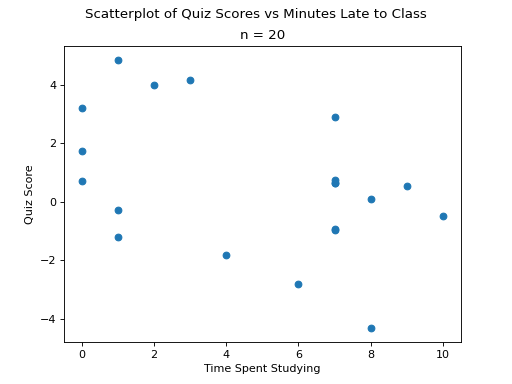 Scatterplot of Quiz Scores vs Minutes Late to Class
n = 20
4
2
0
−2
−4
Quiz Score
0 2 4 6 8 10
Time Spent Studying